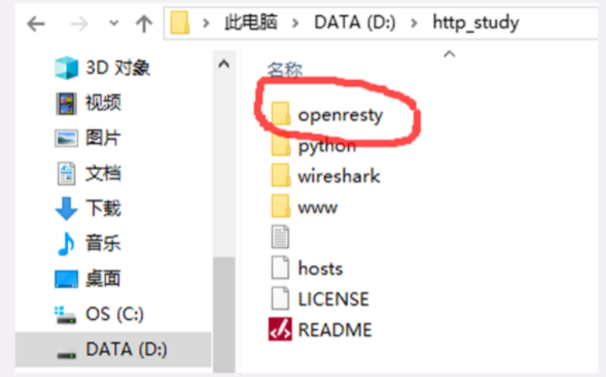 此电脑 > DATA (D:) > http_study
3D 对象
视频
图片
文档
下载
音乐
桌面
OS (C:)
DATA (D:)
名称
openresty
python
wireshark
www
hosts
LICENSE
README